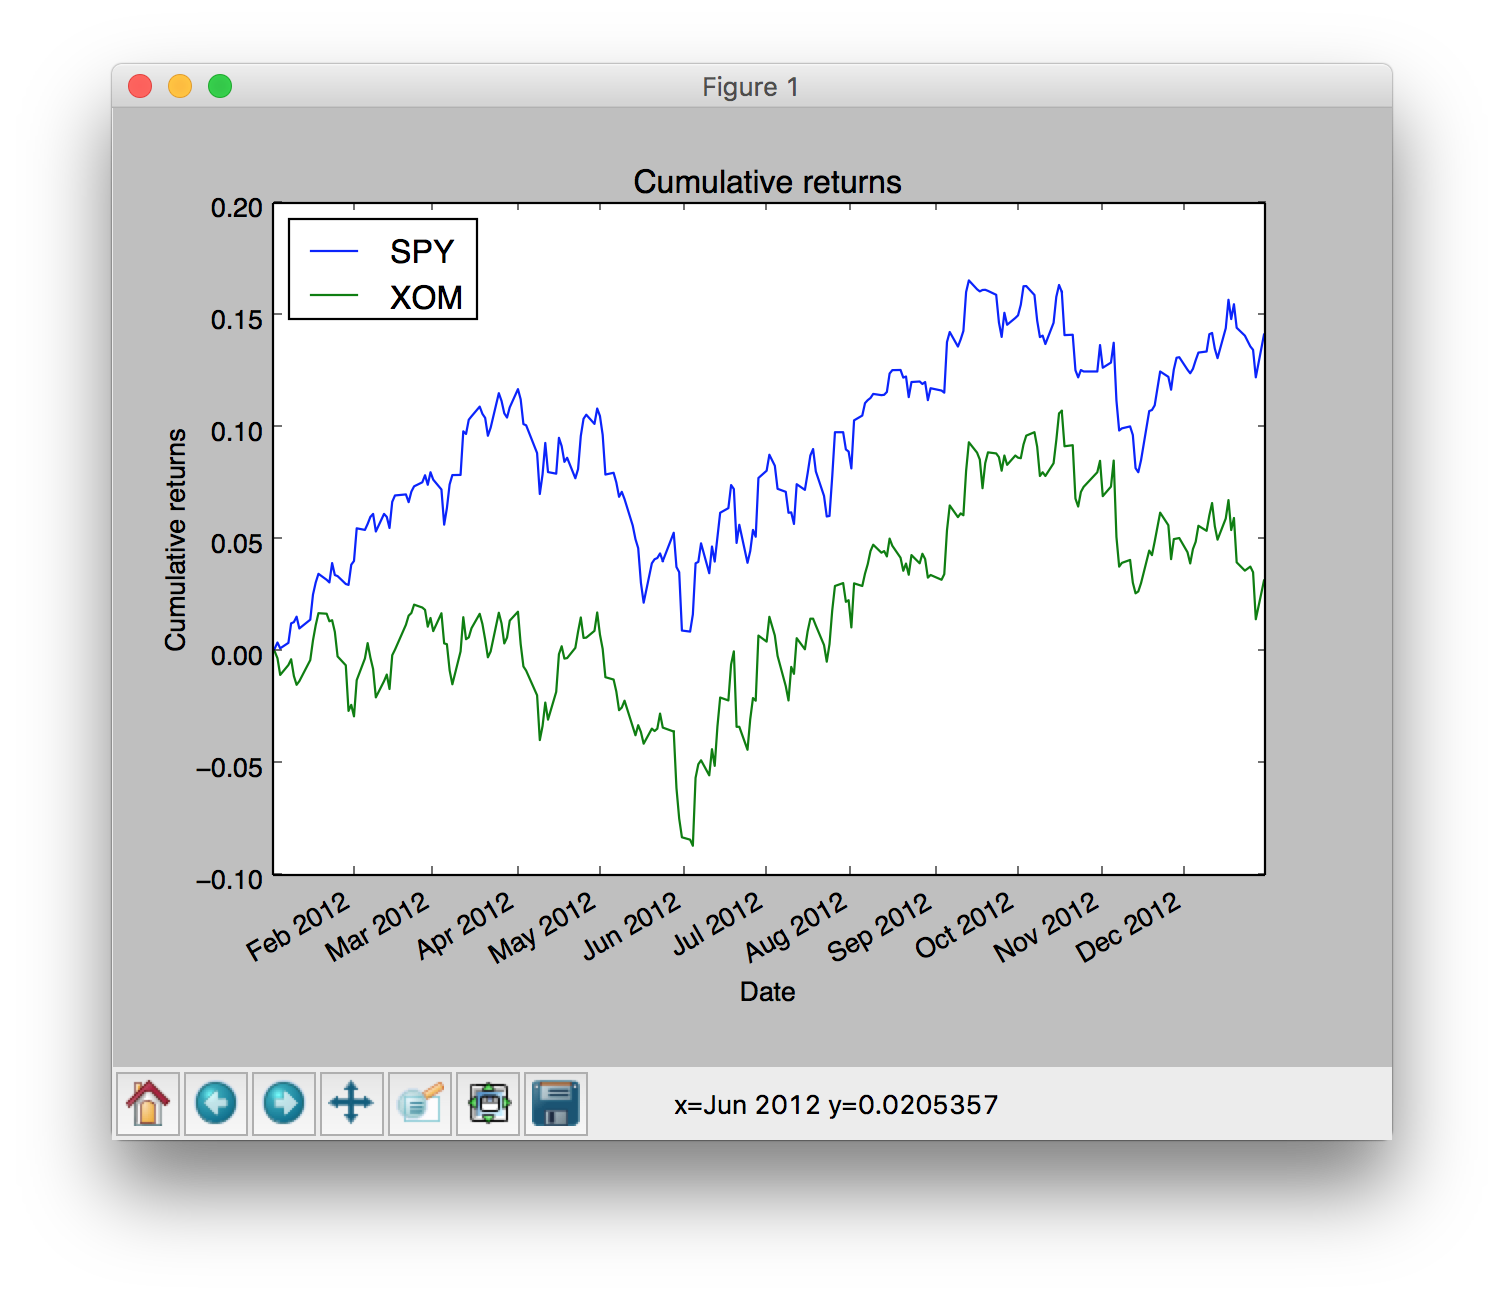 Figure 1
Cumulative returns
SPY
XOM
Cumulative returns
0.20
0.15
0.10
0.05
0.00
−0.05
−0.10
Feb 2012
Mar 2012
Apr 2012
May 2012
Jun 2012
Jul 2012
Aug 2012
Sep 2012
Oct 2012
Nov 2012
Dec 2012
Date
x=Jun 2012 y=0.0205357